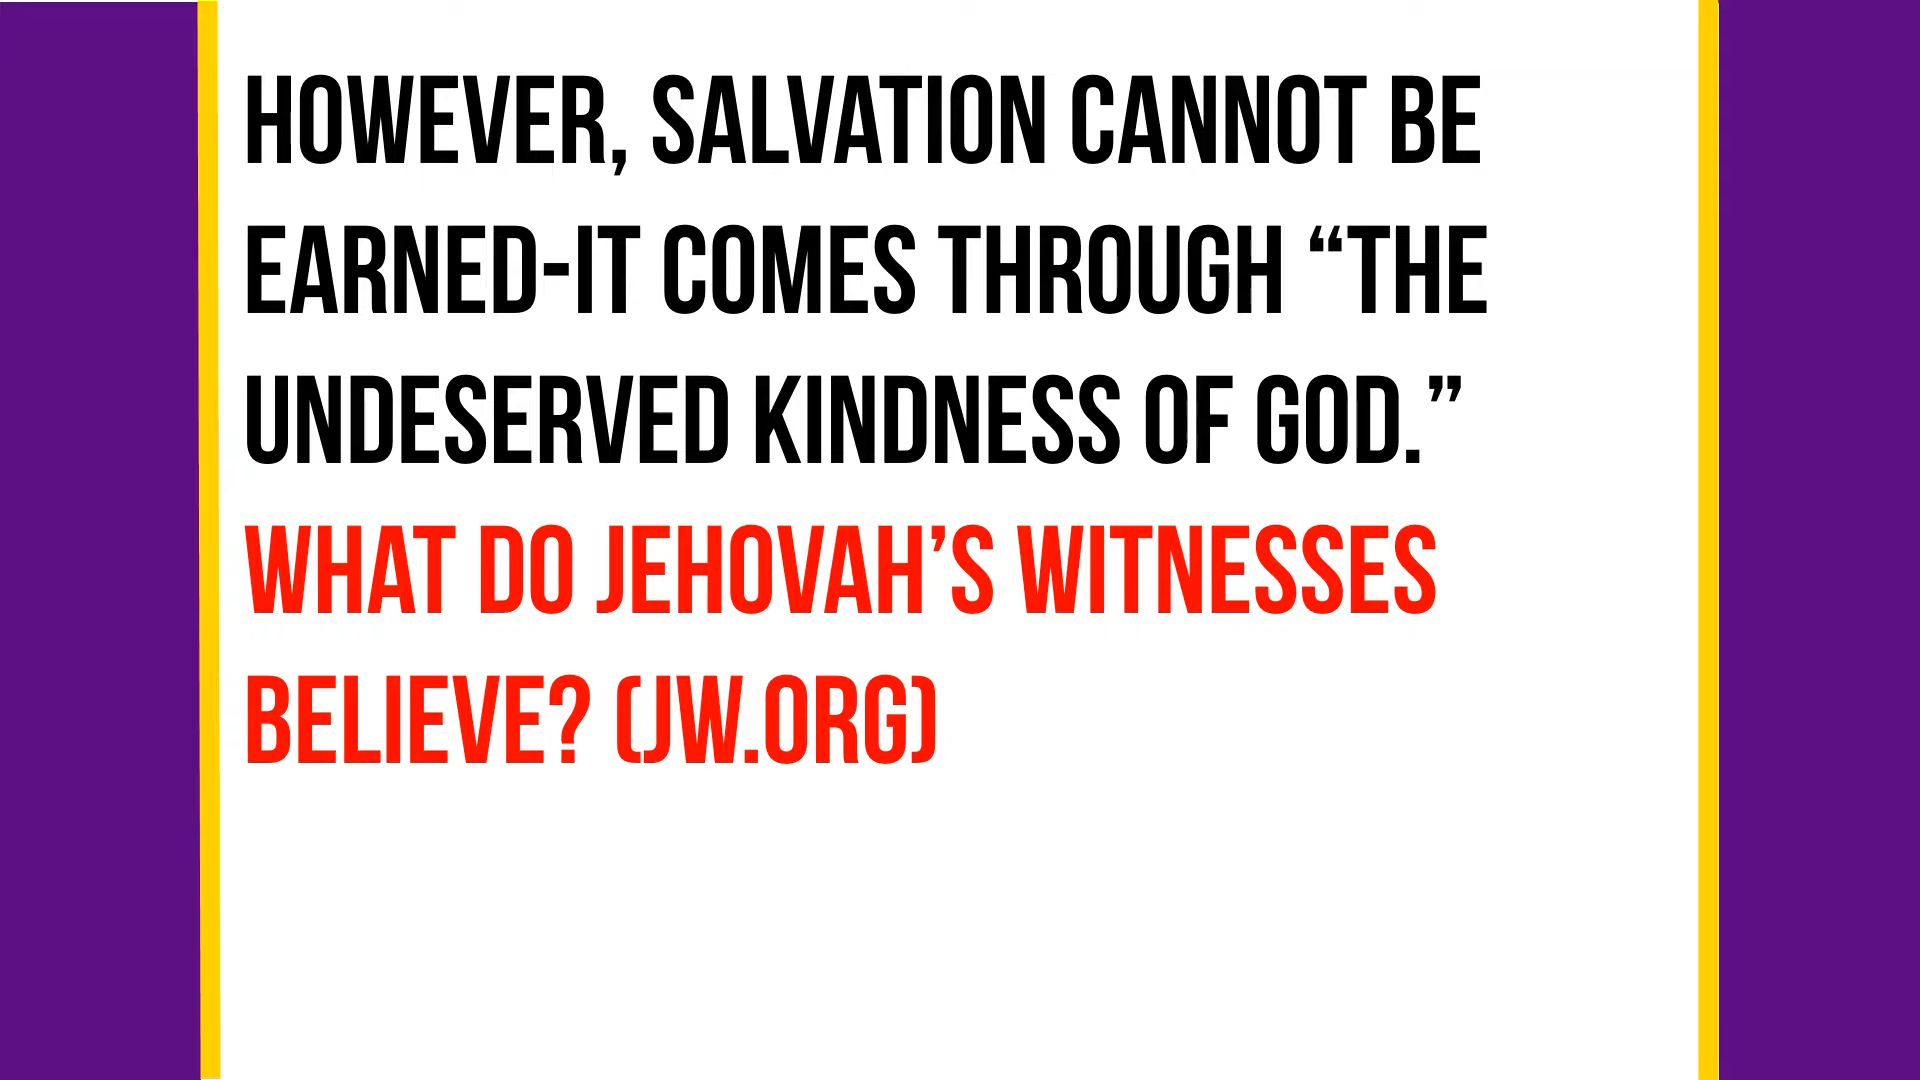 HOWEVER, SALVATION CANNOT BE
EARNED-IT COMES THROUGH “THE
UNDESERVED KINDNESS OF GOD.”
WHAT DO JEHOVAH’S WITNESSES
BELIEVE? (JW.ORG)